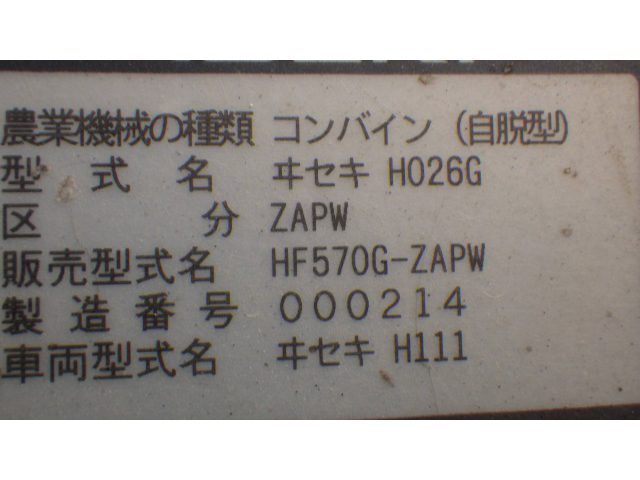 農業機械の種類 コンバイン（自脱型）
型式名 ヰセキ H026G
区分 ZAPW
販売型式名 HF570G-ZAPW
製造番号 000214
車両型式名 ヰセキ H111